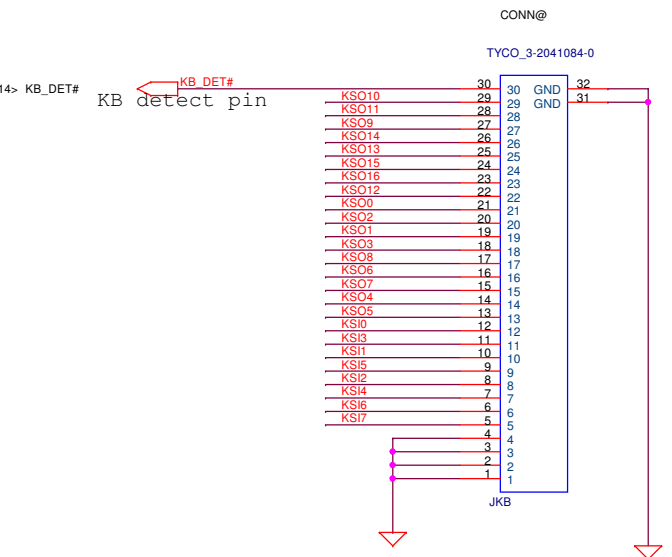 CONN@
TYCO_3-2041084-0
14> KB_DET#
KB_DET#
KB detect pin
30 30 GND 32
KSO10 29 29 GND 31
KSO11 28 28
KSO9 27 27
KSO14 26 26
KSO13 25 25
KSO15 24 24
KSO16 23 23
KSO12 22 22
KSO0 21 21
KSO2 20 20
KSO1 19 19
KSO3 18 18
KSO8 17 17
KSO6 16 16
KSO7 15 15
KSO4 14 14
KSO5 13 13
KSI0 12 12
KSI3 11 11
KSI1 10 10
KSI5 9 9
KSI2 8 8
KSI4 7 7
KSI6 6 6
KSI7 5 5
4 4
3 3
2 2
1 1
JKB